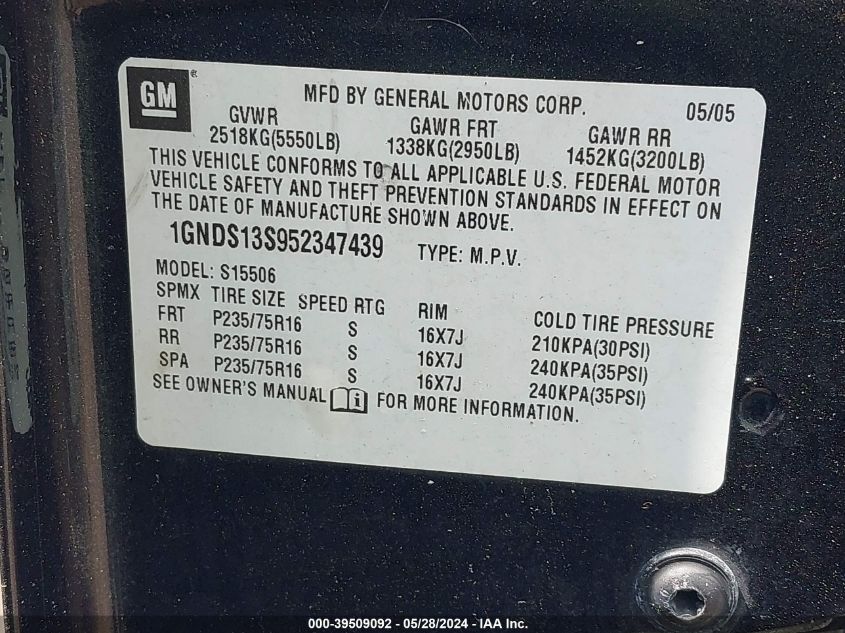 GM ®
MFD BY GENERAL MOTORS CORP. 05/05
GVWR GAWR FRT GAWR RR
2518KG(5550LB) 1338KG(2950LB) 1452KG(3200LB)
THIS VEHICLE CONFORMS TO ALL APPLICABLE U.S. FEDERAL MOTOR
VEHICLE SAFETY AND THEFT PREVENTION STANDARDS IN EFFECT ON
THE DATE OF MANUFACTURE SHOWN ABOVE.
1GNDS13S952347439 TYPE: M.P.V.
MODEL: S15506
SPMX TIRE SIZE SPEED RTG RIM COLD TIRE PRESSURE
FRT P235/75R16 S 16X7J 210KPA(30PSI)
RR P235/75R16 S 16X7J 240KPA(35PSI)
SPA P235/75R16 S 16X7J 240KPA(35PSI)
SEE OWNER'S MANUAL i FOR MORE INFORMATION.
000-39509092 - 05/28/2024 - IAA Inc.